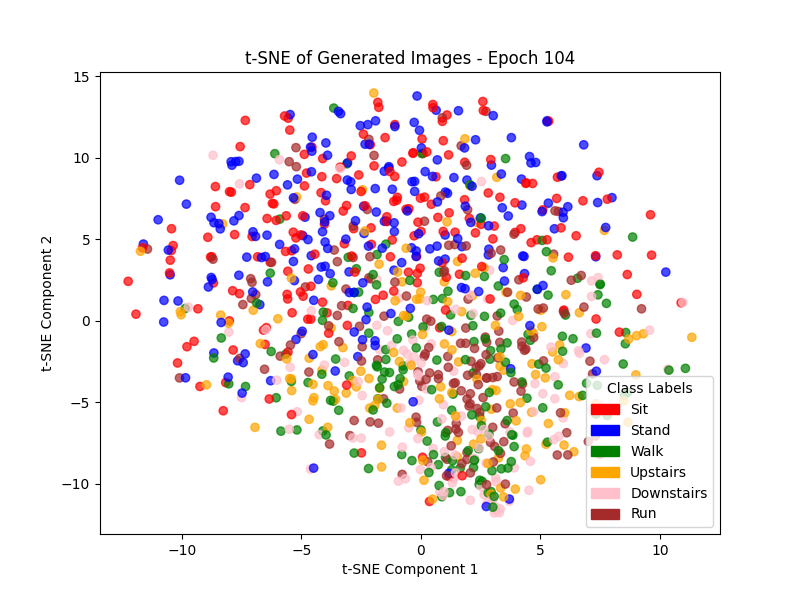 t-SNE of Generated Images - Epoch 104
15
10
5
0
−5
−10
t-SNE Component 2
−10
−5
0
5
10
t-SNE Component 1
Class Labels
Sit
Stand
Walk
Upstairs
Downstairs
Run